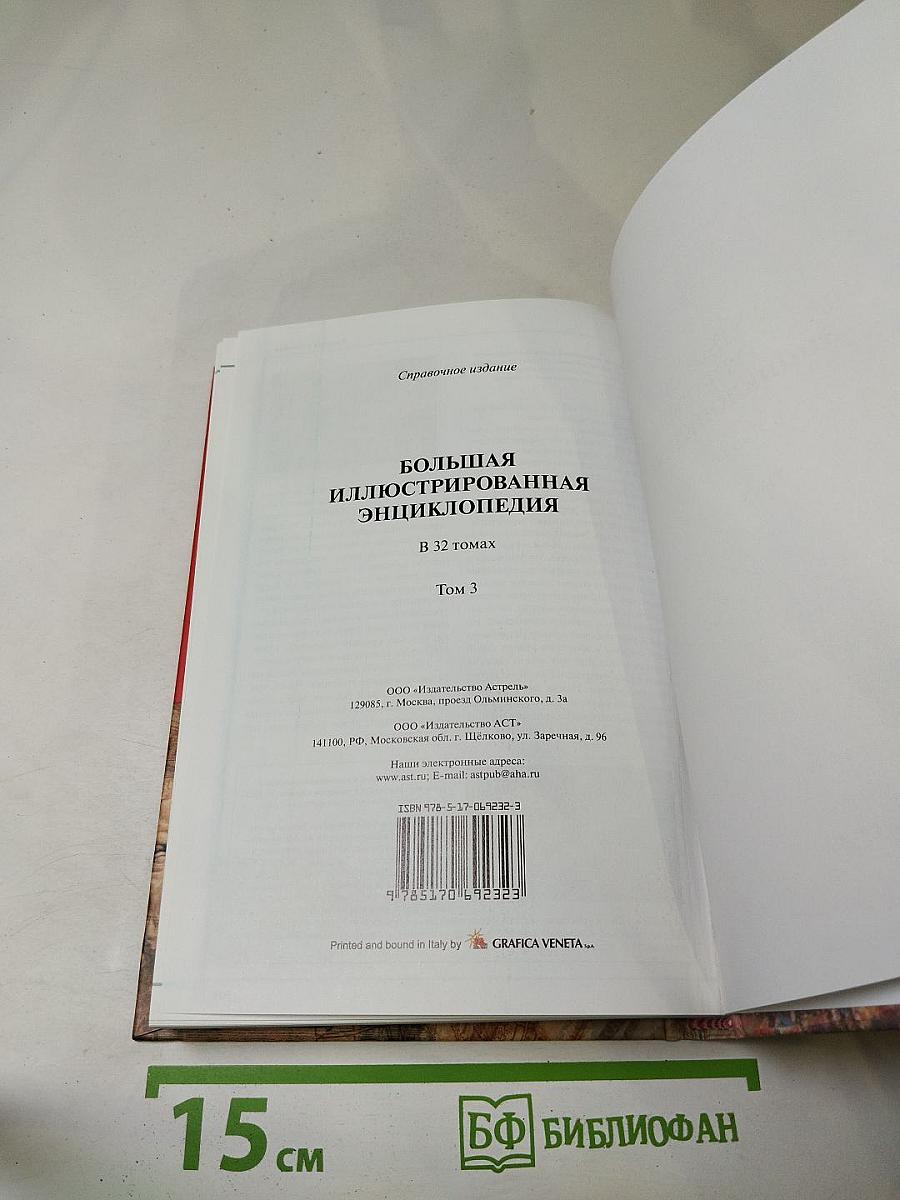 Справочное издание
БОЛЬШАЯ
ИЛЛЮСТРИРОВАННАЯ
ЭНЦИКЛОПЕДИЯ
В 32 томах
Том 3
ООО «Издательство Астрель»
129085, г. Москва, проезд Ольминского, д. 3а
ООО «Издательство АСТ»
141100, РФ, Московская обл. г. Щёлково, ул. Заречная, д. 96
Наши электронные адреса:
www.ast.ru; E-mail: astpub@aha.ru
ISBN 978-5-17-069232-3
9 785170 692323
Printed and bound in Italy by GRAFICA VENETA S.p.A.
15 см
БФ БИБЛИОФАН